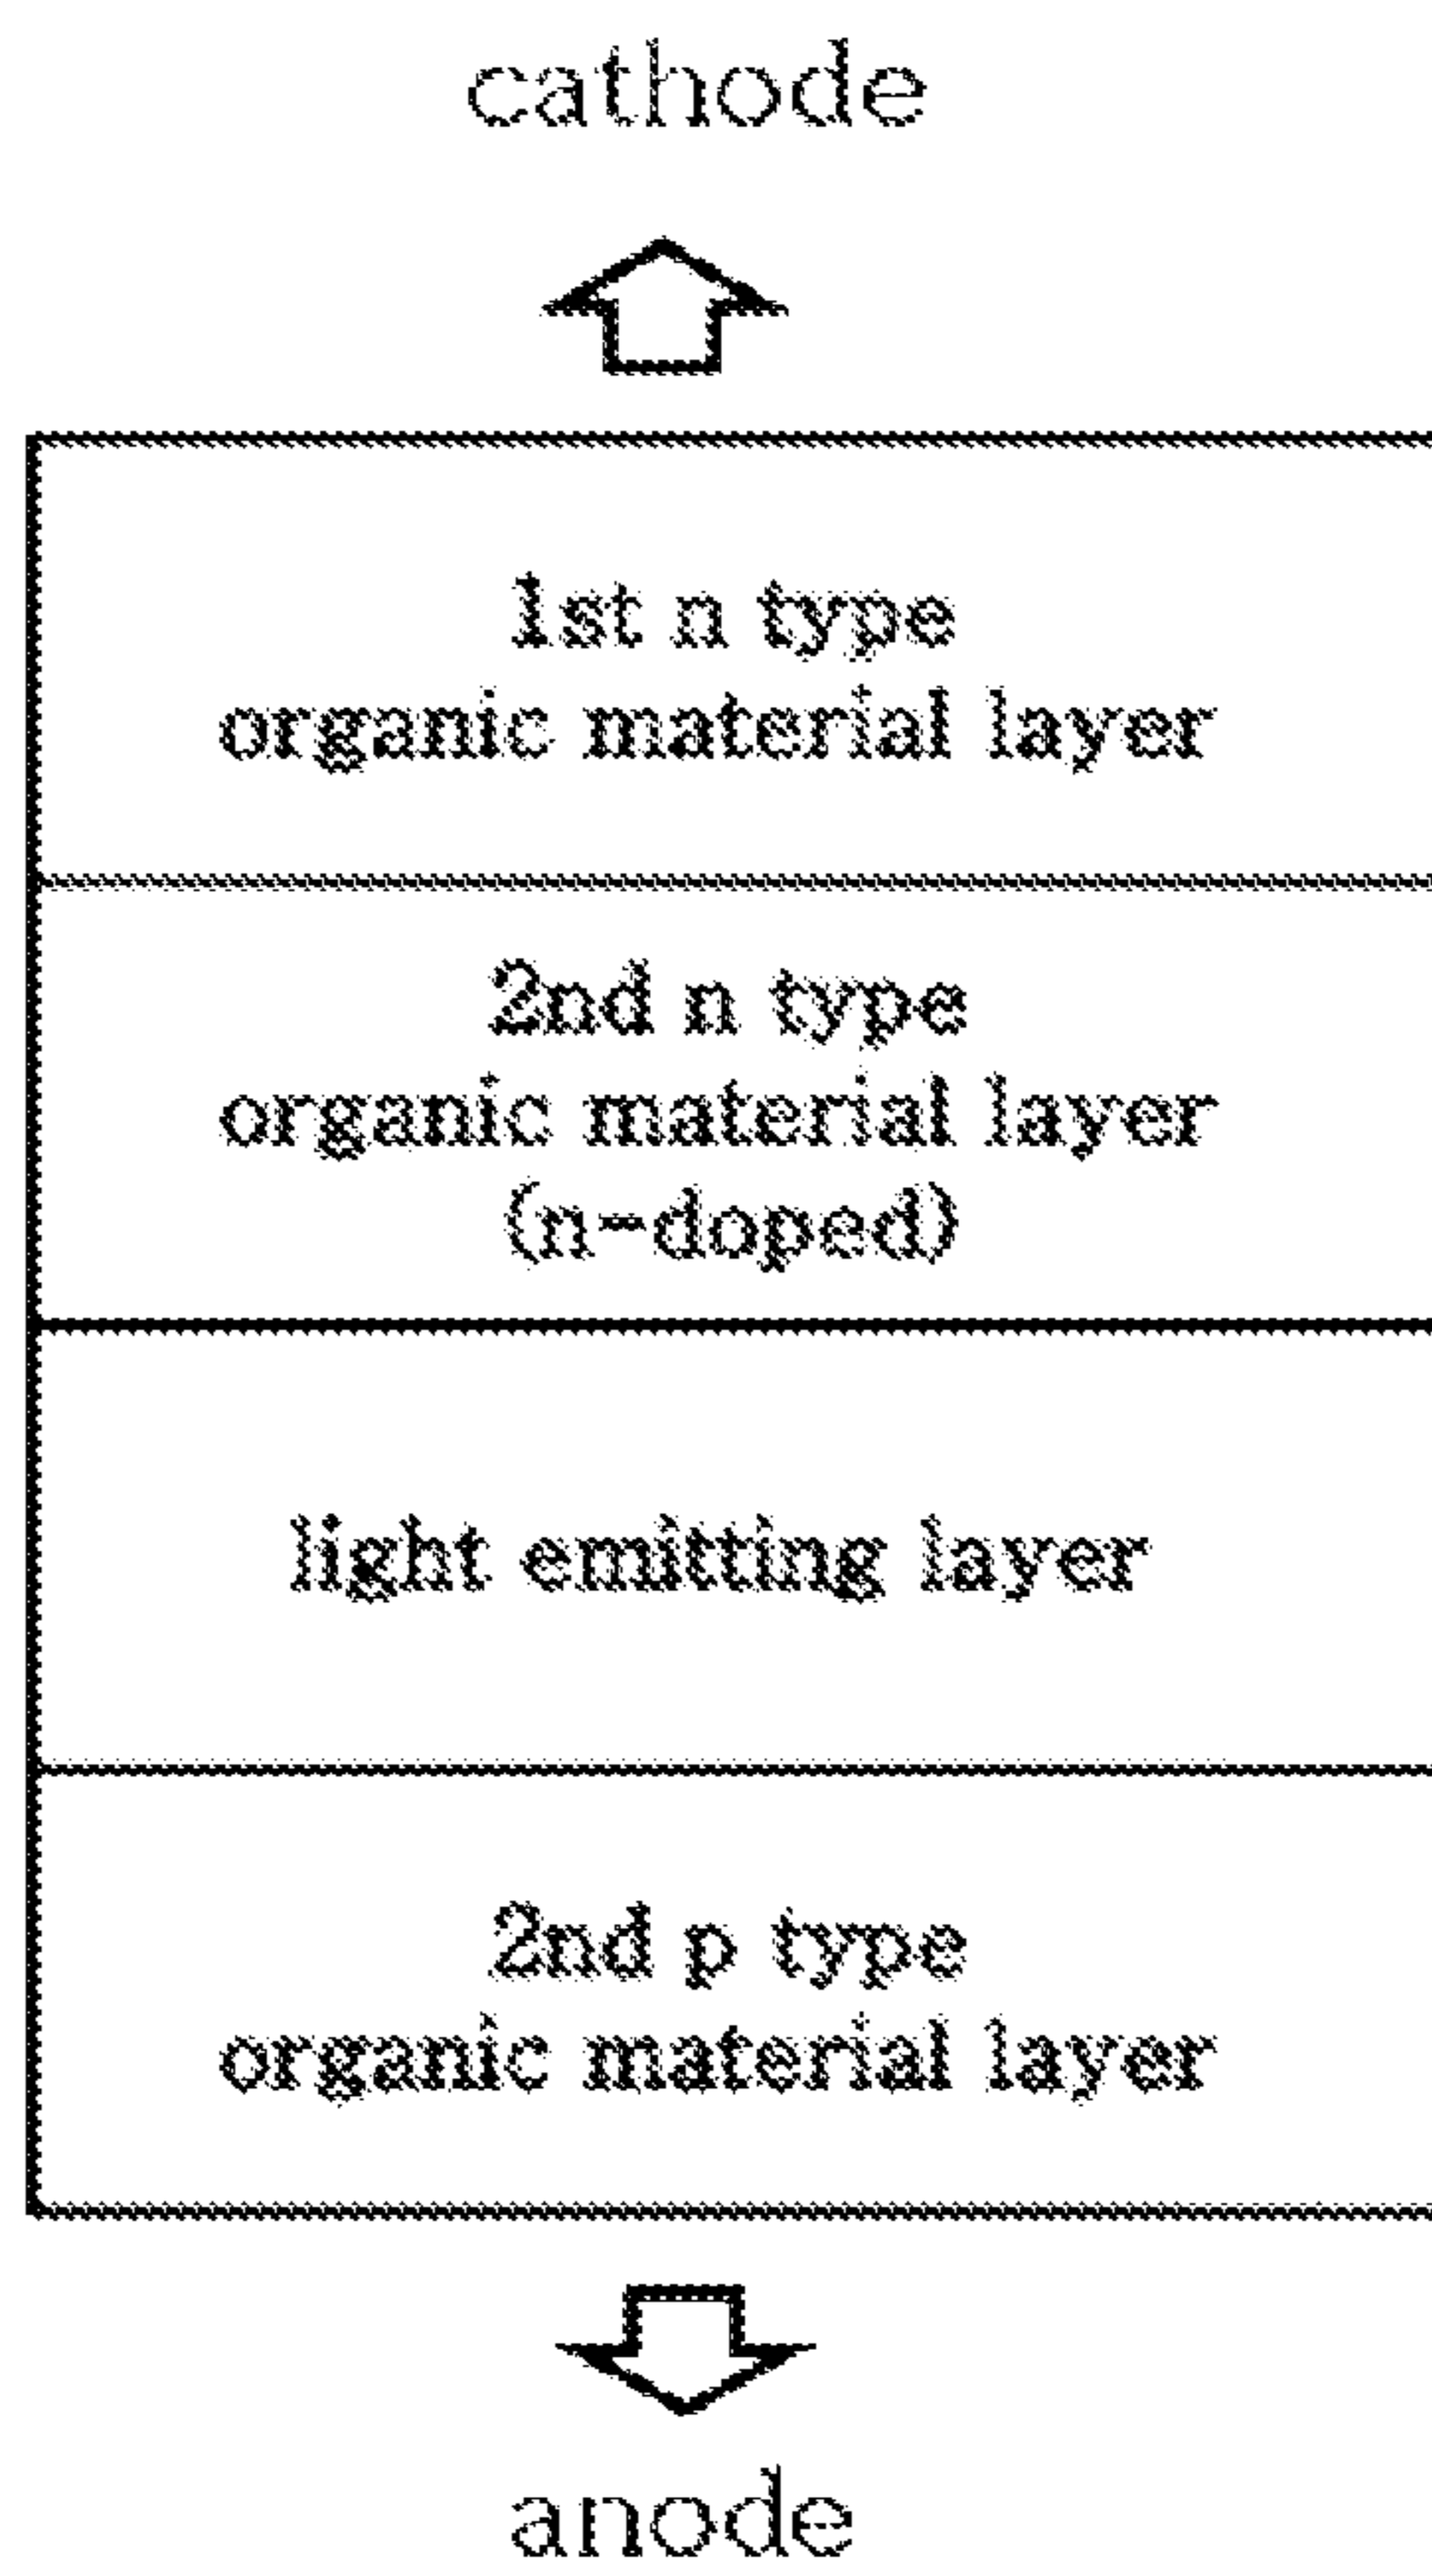 cathode
1st n type
organic material layer
2nd n type
organic material layer
(n-doped)
light emitting layer
2nd p type
organic material layer
anode